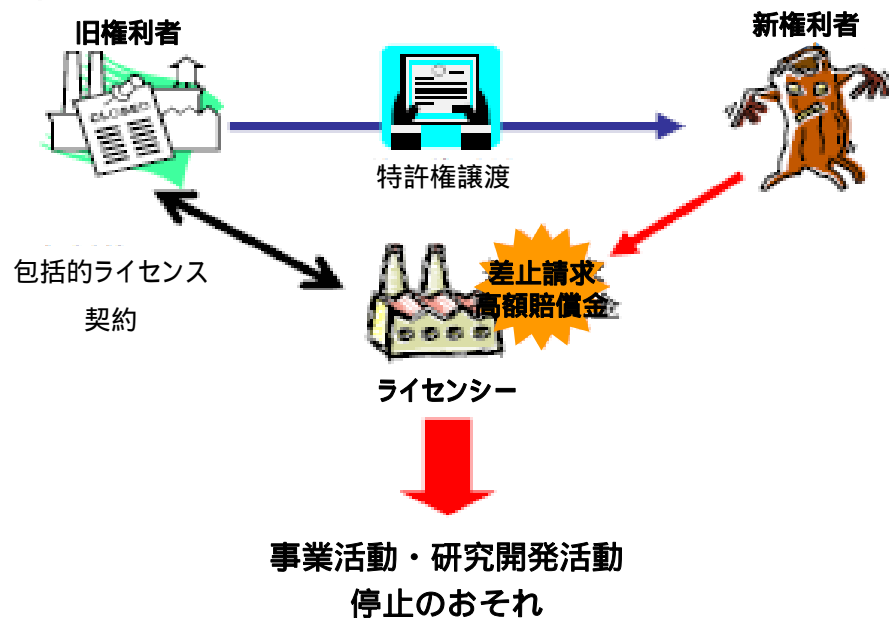 旧権利者
新権利者
CLOSED
特許権譲渡
包括的ライセンス
契約
差止請求
高額賠償金
ライセンシー
事業活動・研究開発活動
停止のおそれ